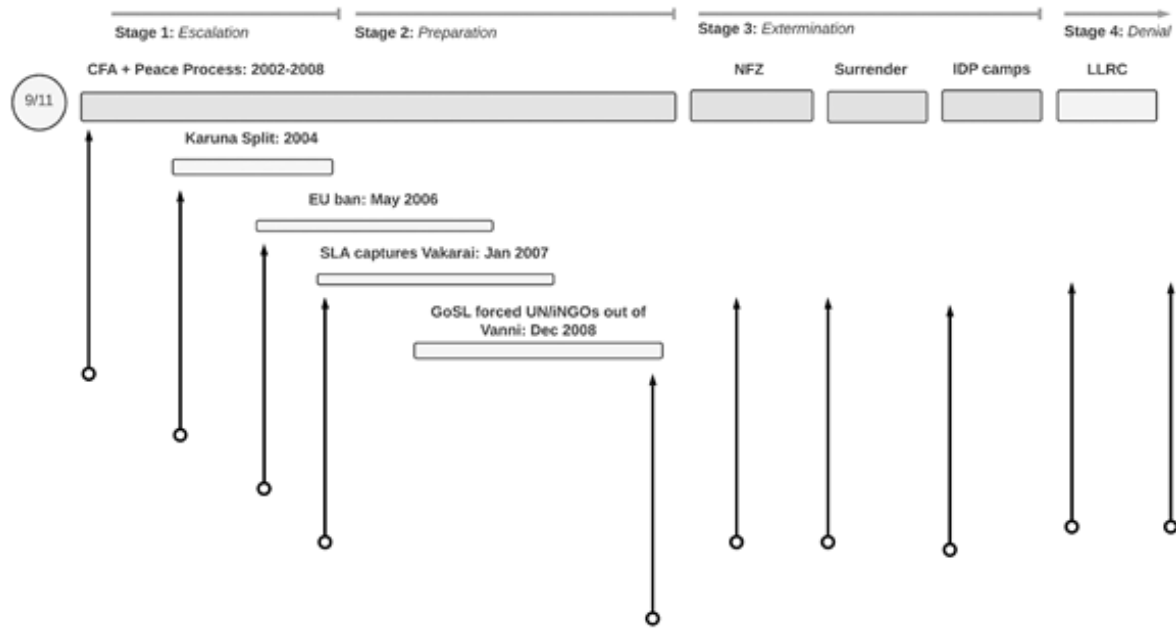 Stage 1: Escalation
Stage 2: Preparation
Stage 3: Extermination
Stage 4: Denial
CFA + Peace Process: 2002-2008
NFZ
Surrender
IDP camps
LLRC
9/11
Karuna Split: 2004
EU ban: May 2006
SLA captures Vakarai: Jan 2007
GoSL forced UN/iNGOs out of
Vanni: Dec 2008